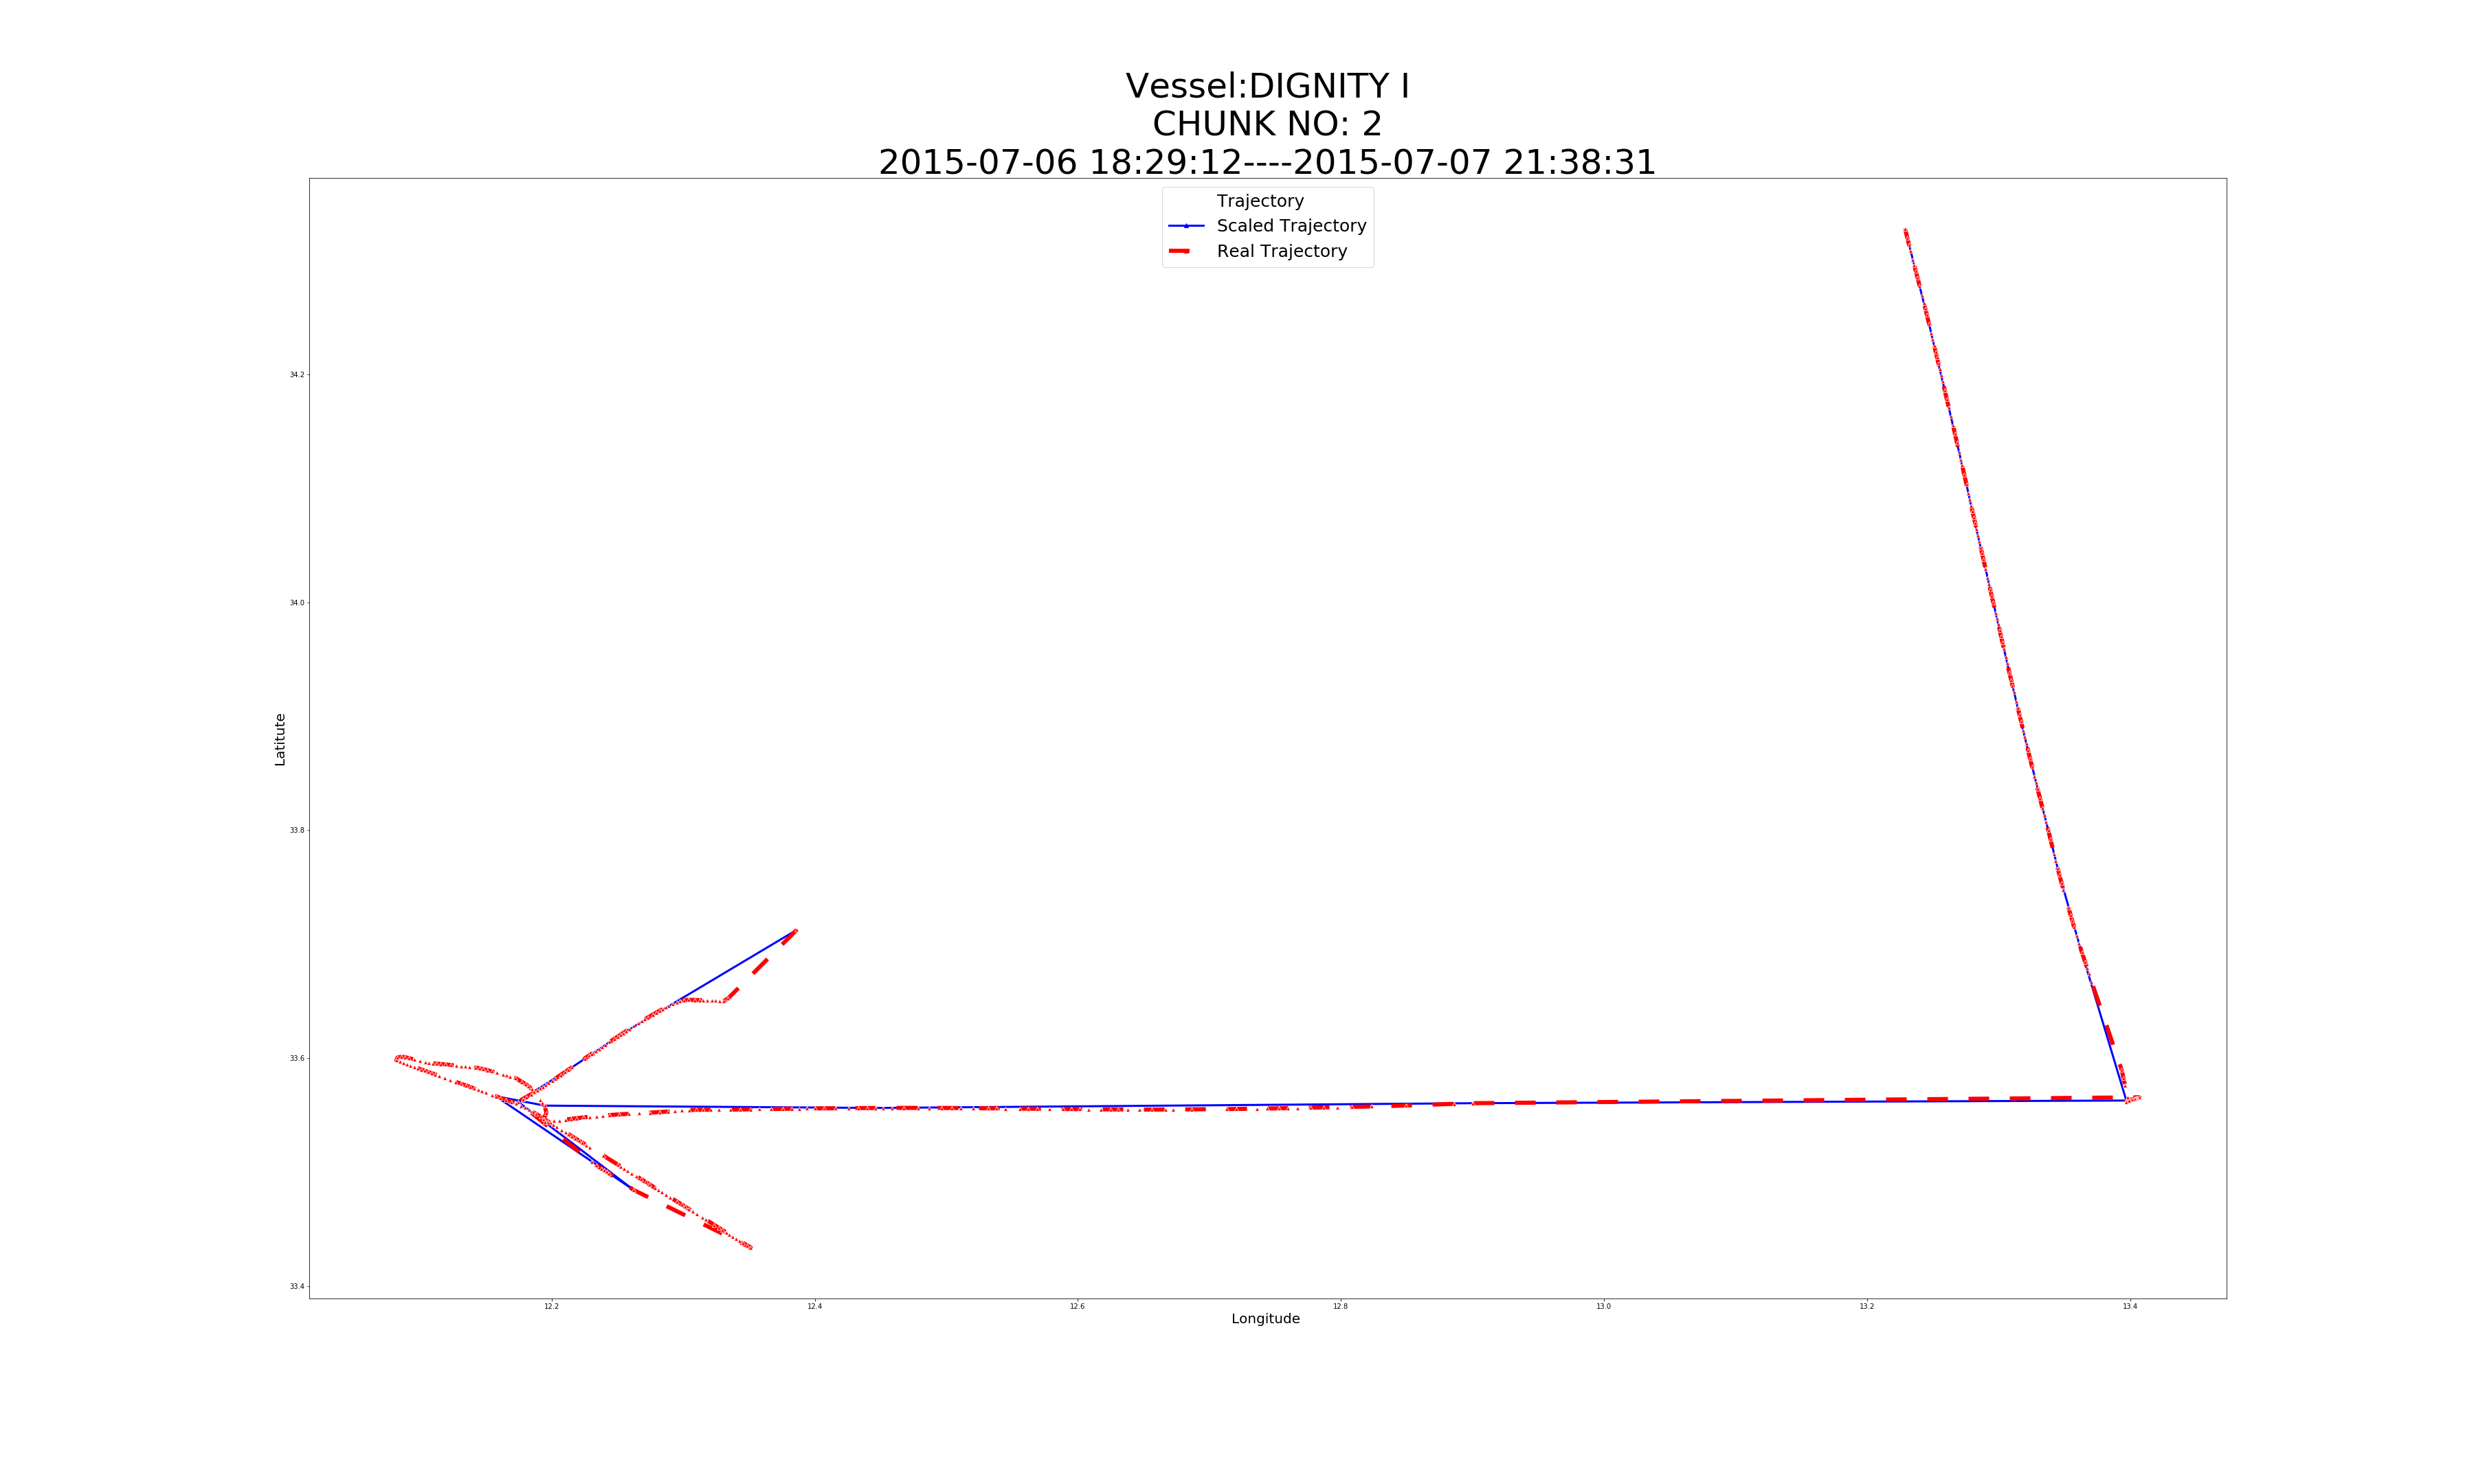 Vessel:DIGNITY I
CHUNK NO: 2
2015-07-06 18:29:12----2015-07-07 21:38:31
Trajectory
Scaled Trajectory
Real Trajectory
34.2
34.0
33.8
33.6
33.4
Latitute
12.2 12.4 12.6 12.8 13.0 13.2 13.4
Longitude